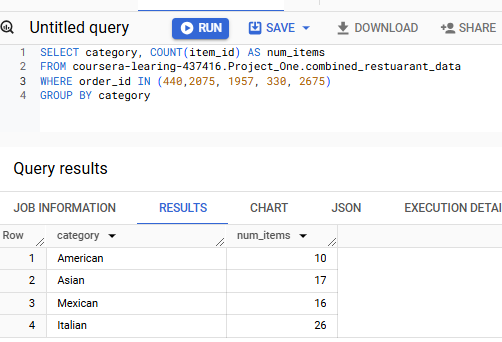 Untitled query RUN SAVE DOWNLOAD SHARE
1 SELECT category, COUNT(item_id) AS num_items
2 FROM coursera-learing-437416.Project_One.combined_restuarant_data
3 WHERE order_id IN (440,2075, 1957, 330, 2675)
4 GROUP BY category
Query results
JOB INFORMATION RESULTS CHART JSON EXECUTION DETAI
Row category num_items
1 American 10
2 Asian 17
3 Mexican 16
4 Italian 26